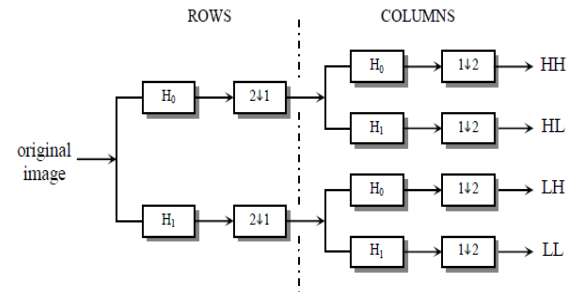 ROWS COLUMNS
H₀ 1↓2 HH
H₀ 2↓1
H₁ 1↓2 HL
original
image
H₀ 1↓2 LH
H₁ 2↓1
H₁ 1↓2 LL